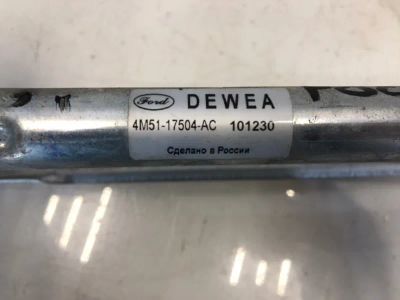 Ford DEWEA
4M51-17504-AC 101230
Сделано в России